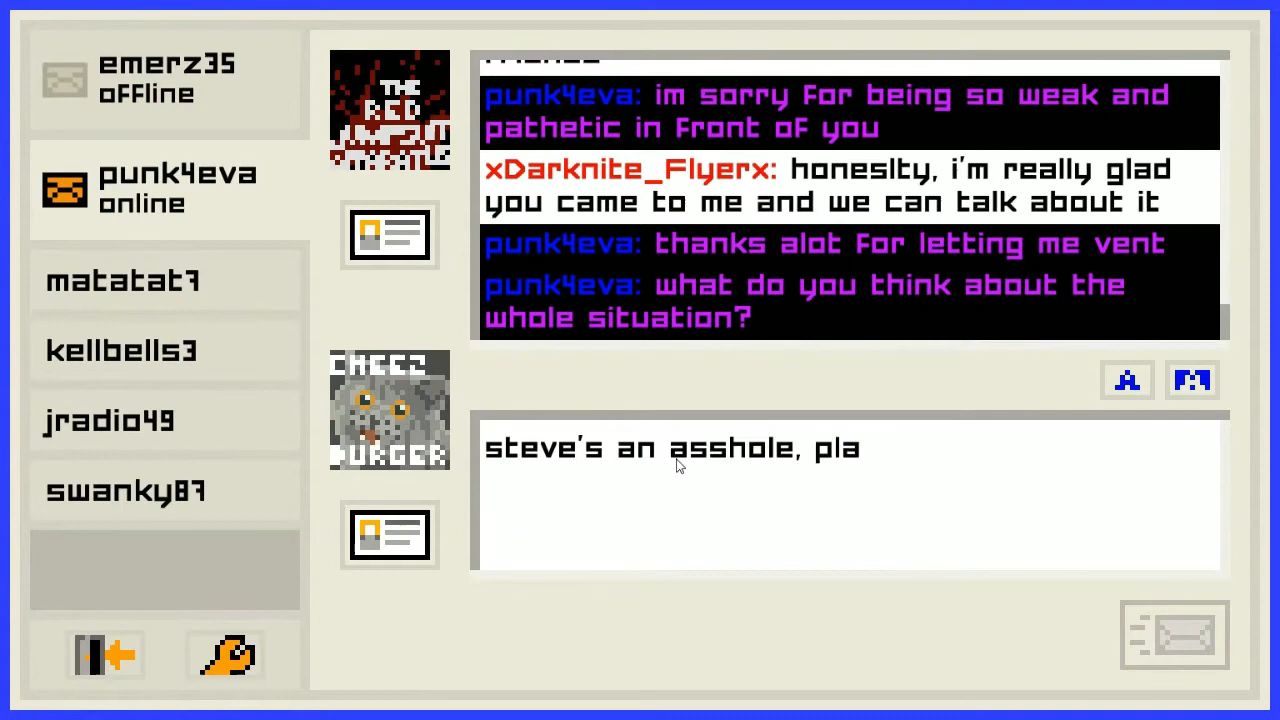 emerz35
offline
punk4eva
online
matatat7
kellbells3
jradio49
swanky87
THE
RED
punk4eva: im sorry for being so weak and
pathetic in front of you
xDarknite_Flyerx: honeslty, i'm really glad
you came to me and we can talk about it
punk4eva: thanks alot for letting me vent
punk4eva: what do you think about the
whole situation?
CHEEZ
BURGER
steve's an asshole, pla